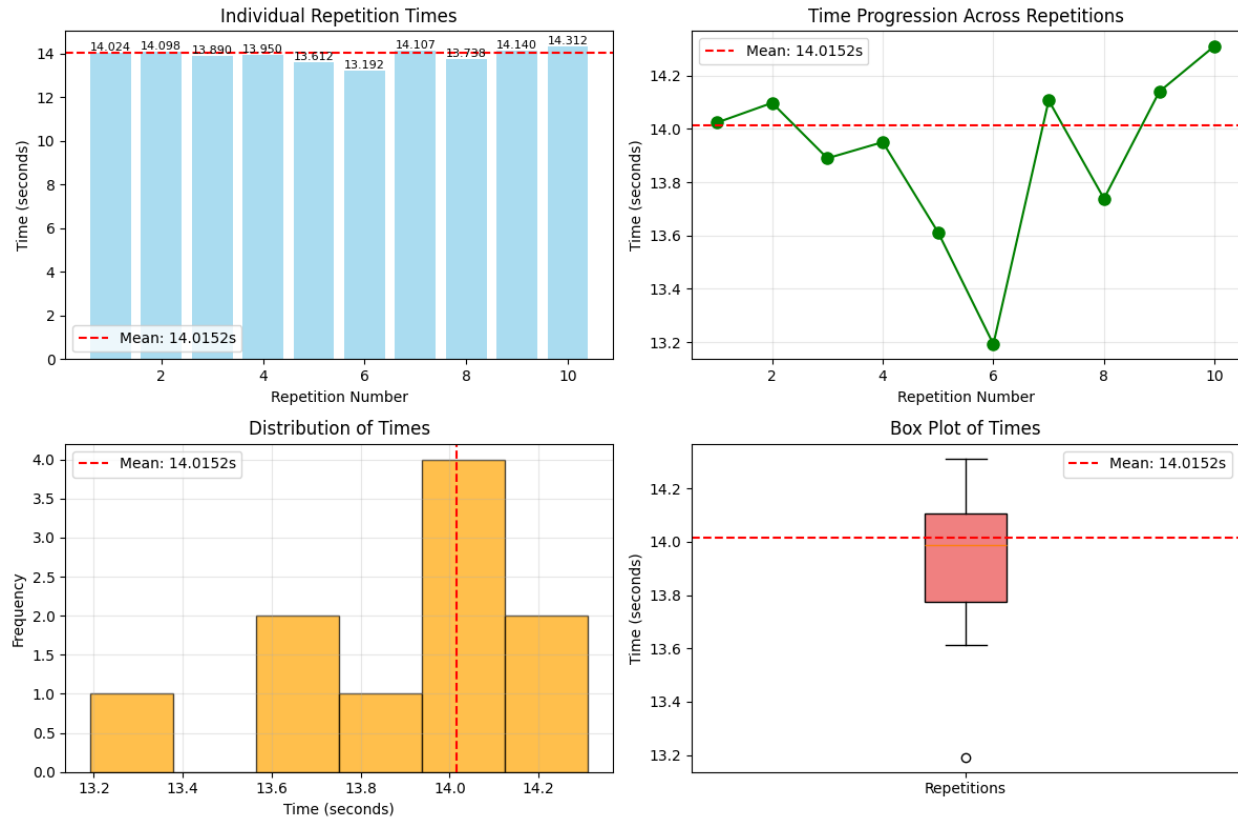 Individual Repetition Times
14.024 14.098 13.890 13.950 13.612 13.192 14.107 13.738 14.140 14.312
14
12
10
8
6
4
2
0
Time (seconds)
Mean: 14.0152s
2 4 6 8 10
Repetition Number
Time Progression Across Repetitions
Mean: 14.0152s
14.2
14.0
13.8
13.6
13.4
13.2
Time (seconds)
2 4 6 8 10
Repetition Number
Distribution of Times
Mean: 14.0152s
4.0
3.5
3.0
2.5
2.0
1.5
1.0
0.5
0.0
Frequency
13.2 13.4 13.6 13.8 14.0 14.2
Time (seconds)
Box Plot of Times
Mean: 14.0152s
14.2
14.0
13.8
13.6
13.4
13.2
Time (seconds)
Repetitions